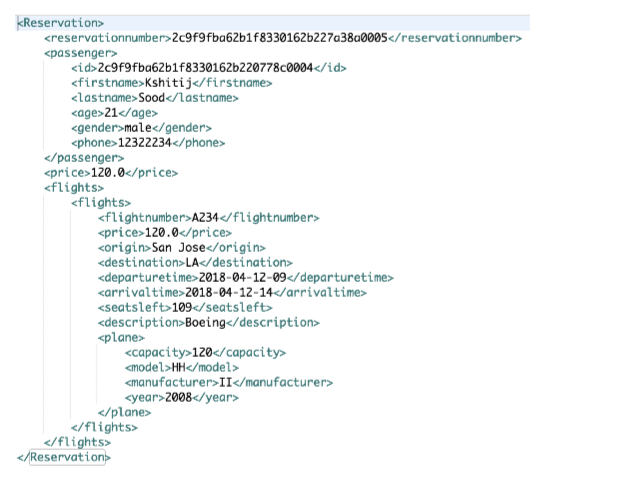 <Reservation>
<reservationnumber>2c9f9fba62b1f8330162b227a38a0005</reservationnumber>
<passenger>
<id>2c9f9fba62b1f8330162b220778c0004</id>
<firstname>Kshitij</firstname>
<lastname>Sood</lastname>
<age>21</age>
<gender>male</gender>
<phone>12322234</phone>
</passenger>
<price>120.0</price>
<flights>
<flights>
<flightnumber>A234</flightnumber>
<price>120.0</price>
<origin>San Jose</origin>
<destination>LA</destination>
<departuretime>2018-04-12-09</departuretime>
<arrivaltime>2018-04-12-14</arrivaltime>
<seatsleft>109</seatsleft>
<description>Boeing</description>
<plane>
<capacity>120</capacity>
<model>HH</model>
<manufacturer>II</manufacturer>
<year>2008</year>
</plane>
</flights>
</flights>
</Reservation>